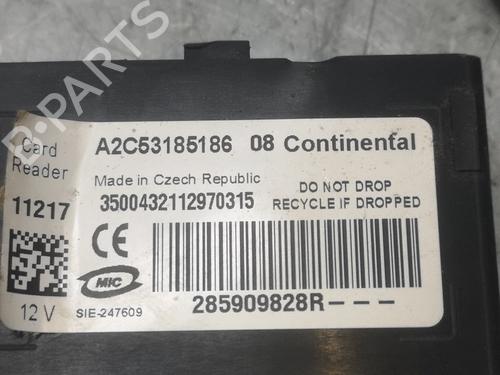 Card
Reader
11217
12 V
A2C53185186 08 Continental
Made in Czech Republic
3500432112970315
DO NOT DROP
RECYCLE IF DROPPED
CE
MIC
SIE-247609
285909828R---
B-PARTS